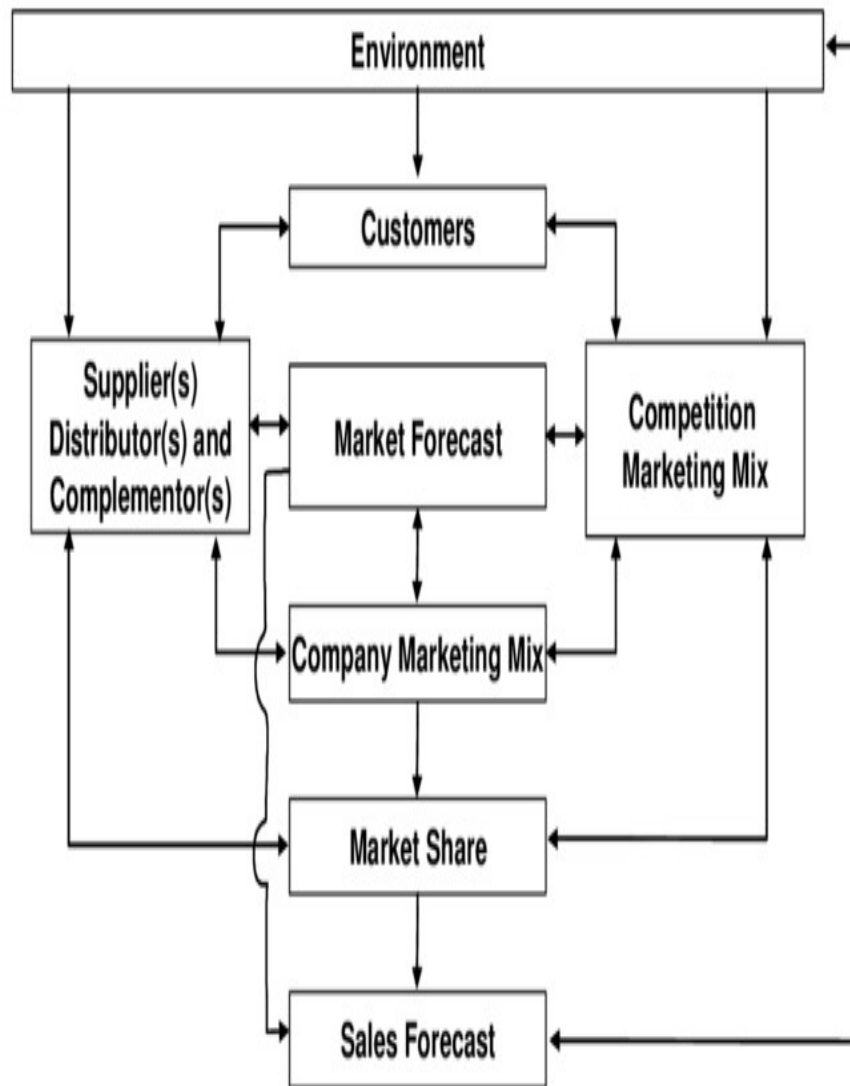 Environment
Customers
Supplier(s)
Distributor(s) and
Complementor(s)
Market Forecast
Competition
Marketing Mix
Company Marketing Mix
Market Share
Sales Forecast